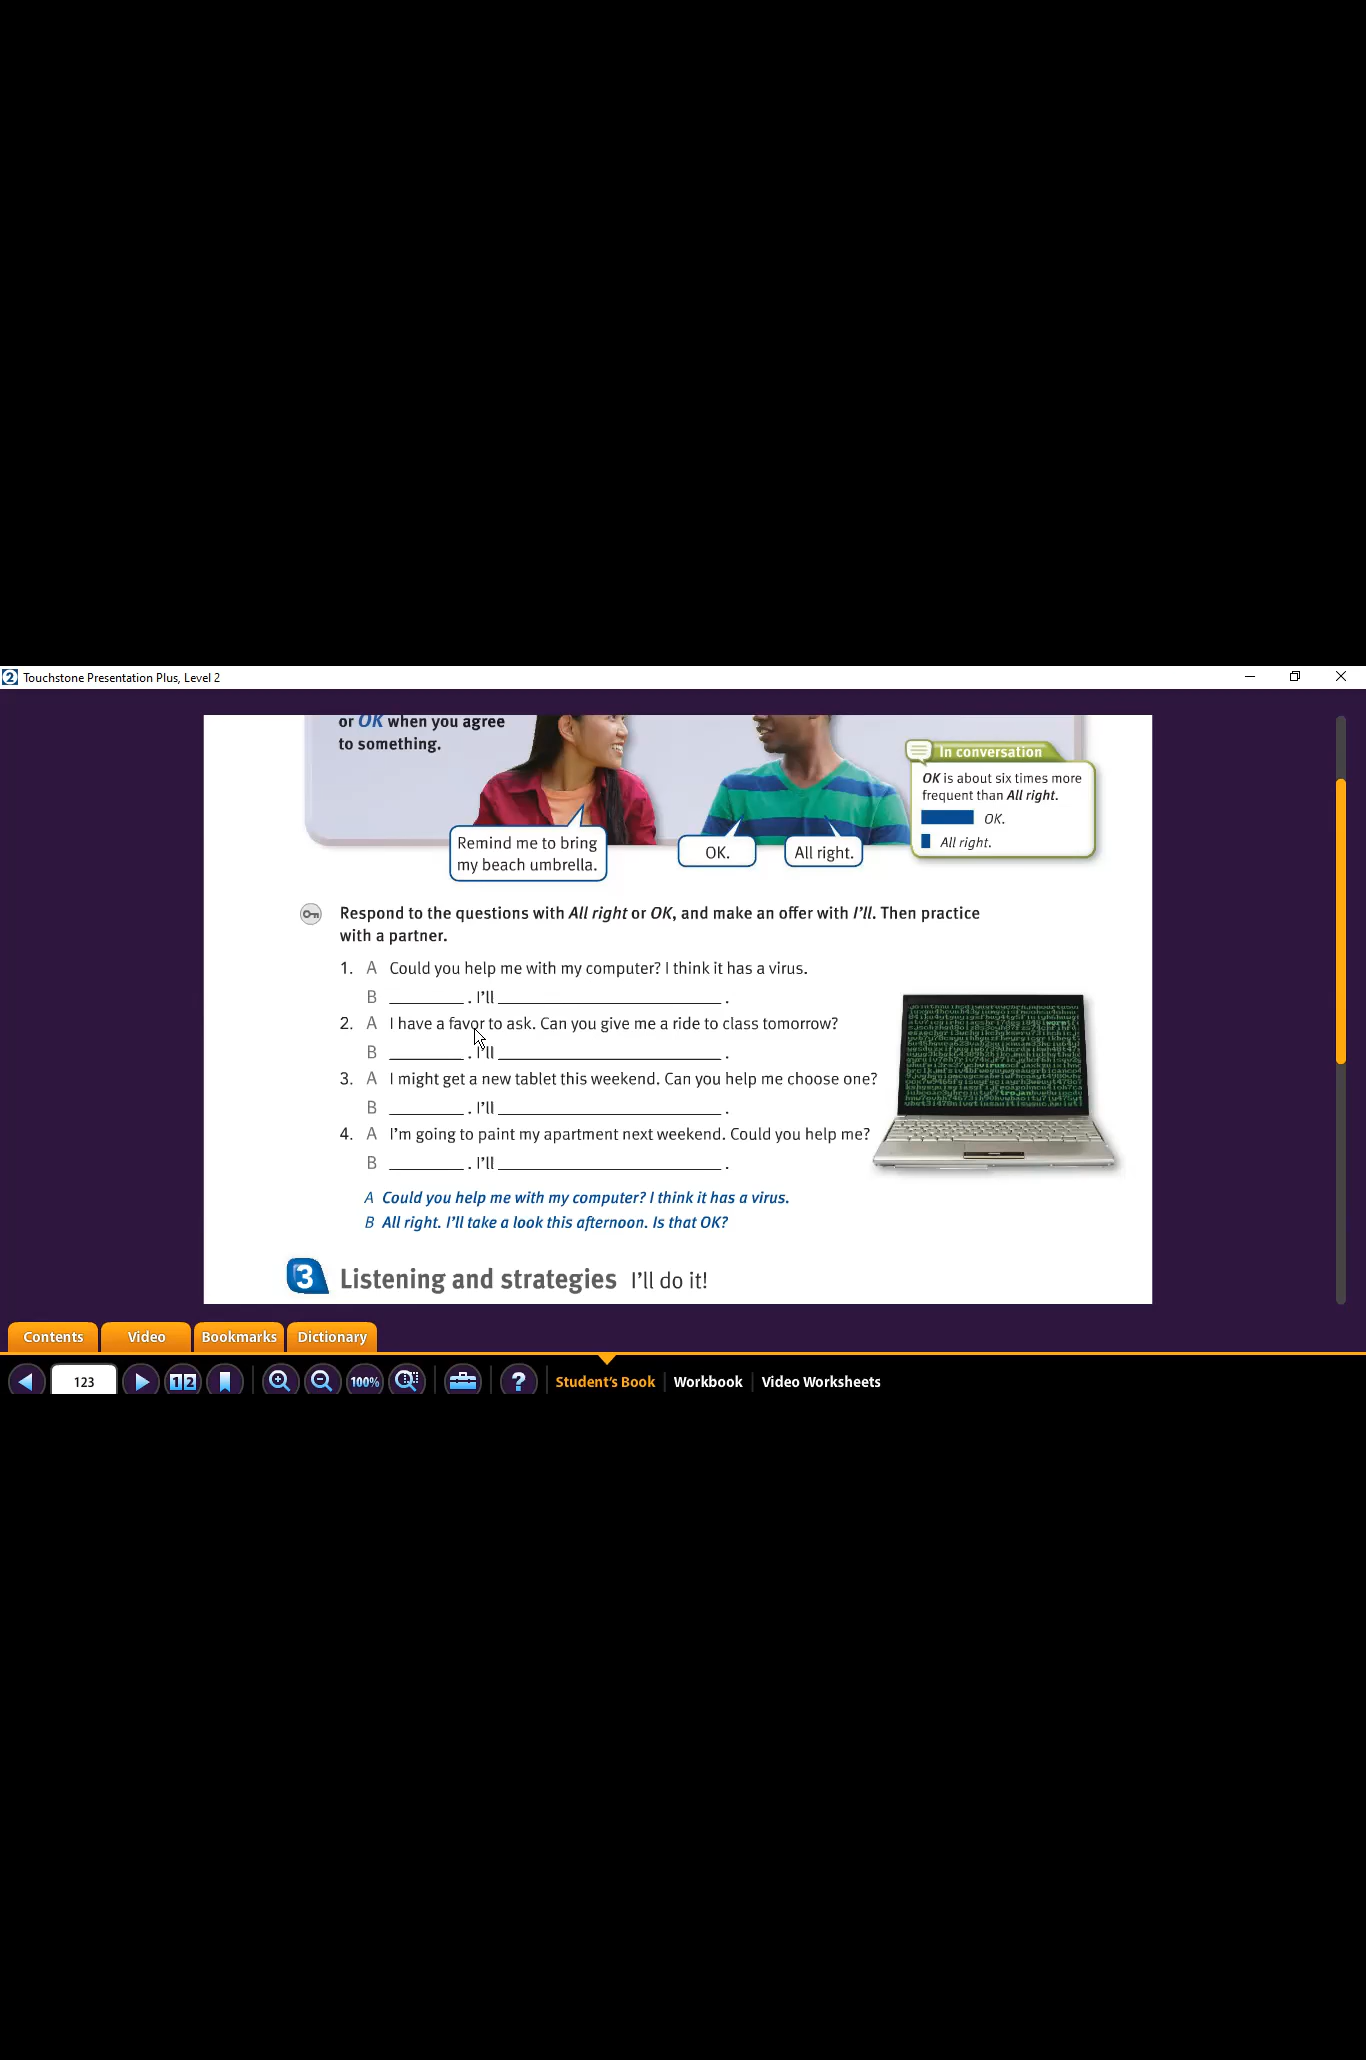 Touchstone Presentation Plus, Level 2
or OK when you agree
to something.
In conversation
OK is about six times more
frequent than All right.
OK.
All right.
Remind me to bring
my beach umbrella.
OK.
All right.
Respond to the questions with All right or OK, and make an offer with I'll. Then practice
with a partner.
1. A Could you help me with my computer? I think it has a virus.
B ________ . I'll ________________________ .
2. A I have a favor to ask. Can you give me a ride to class tomorrow?
B ________ . I'll ________________________ .
3. A I might get a new tablet this weekend. Can you help me choose one?
B ________ . I'll ________________________ .
4. A I'm going to paint my apartment next weekend. Could you help me?
B ________ . I'll ________________________ .
A Could you help me with my computer? I think it has a virus.
B All right. I'll take a look this afternoon. Is that OK?
3 Listening and strategies I'll do it!
Contents Video Bookmarks Dictionary
123 12 100% ? Student's Book Workbook Video Worksheets